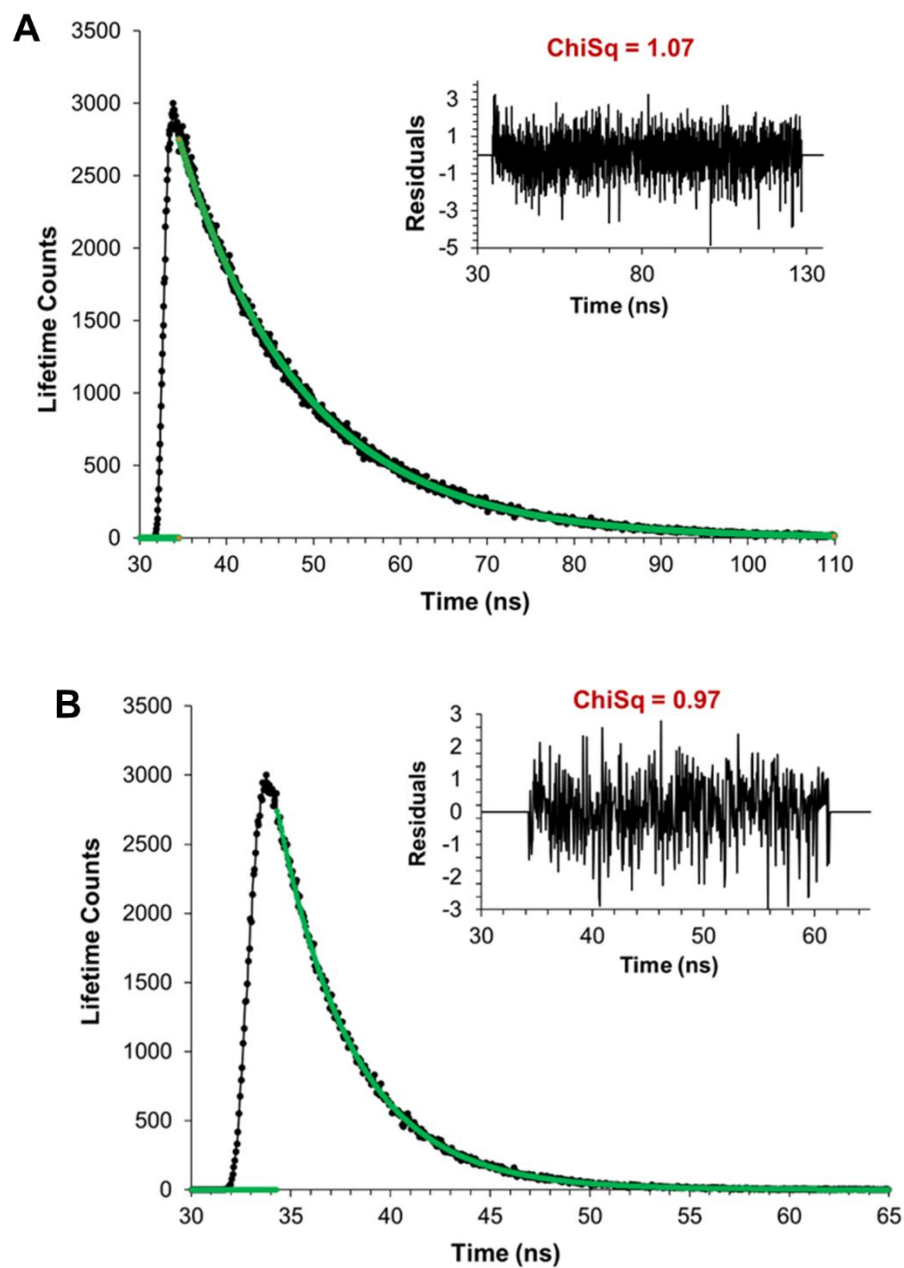 A
ChiSq = 1.07
Lifetime Counts
3500
3000
2500
2000
1500
1000
500
0
Residuals
3
1
-1
-3
-5
30 80 130
Time (ns)
30 40 50 60 70 80 90 100 110
Time (ns)
B
ChiSq = 0.97
Lifetime Counts
3500
3000
2500
2000
1500
1000
500
0
Residuals
3
2
1
0
-1
-2
-3
30 40 50 60
Time (ns)
30 35 40 45 50 55 60 65
Time (ns)